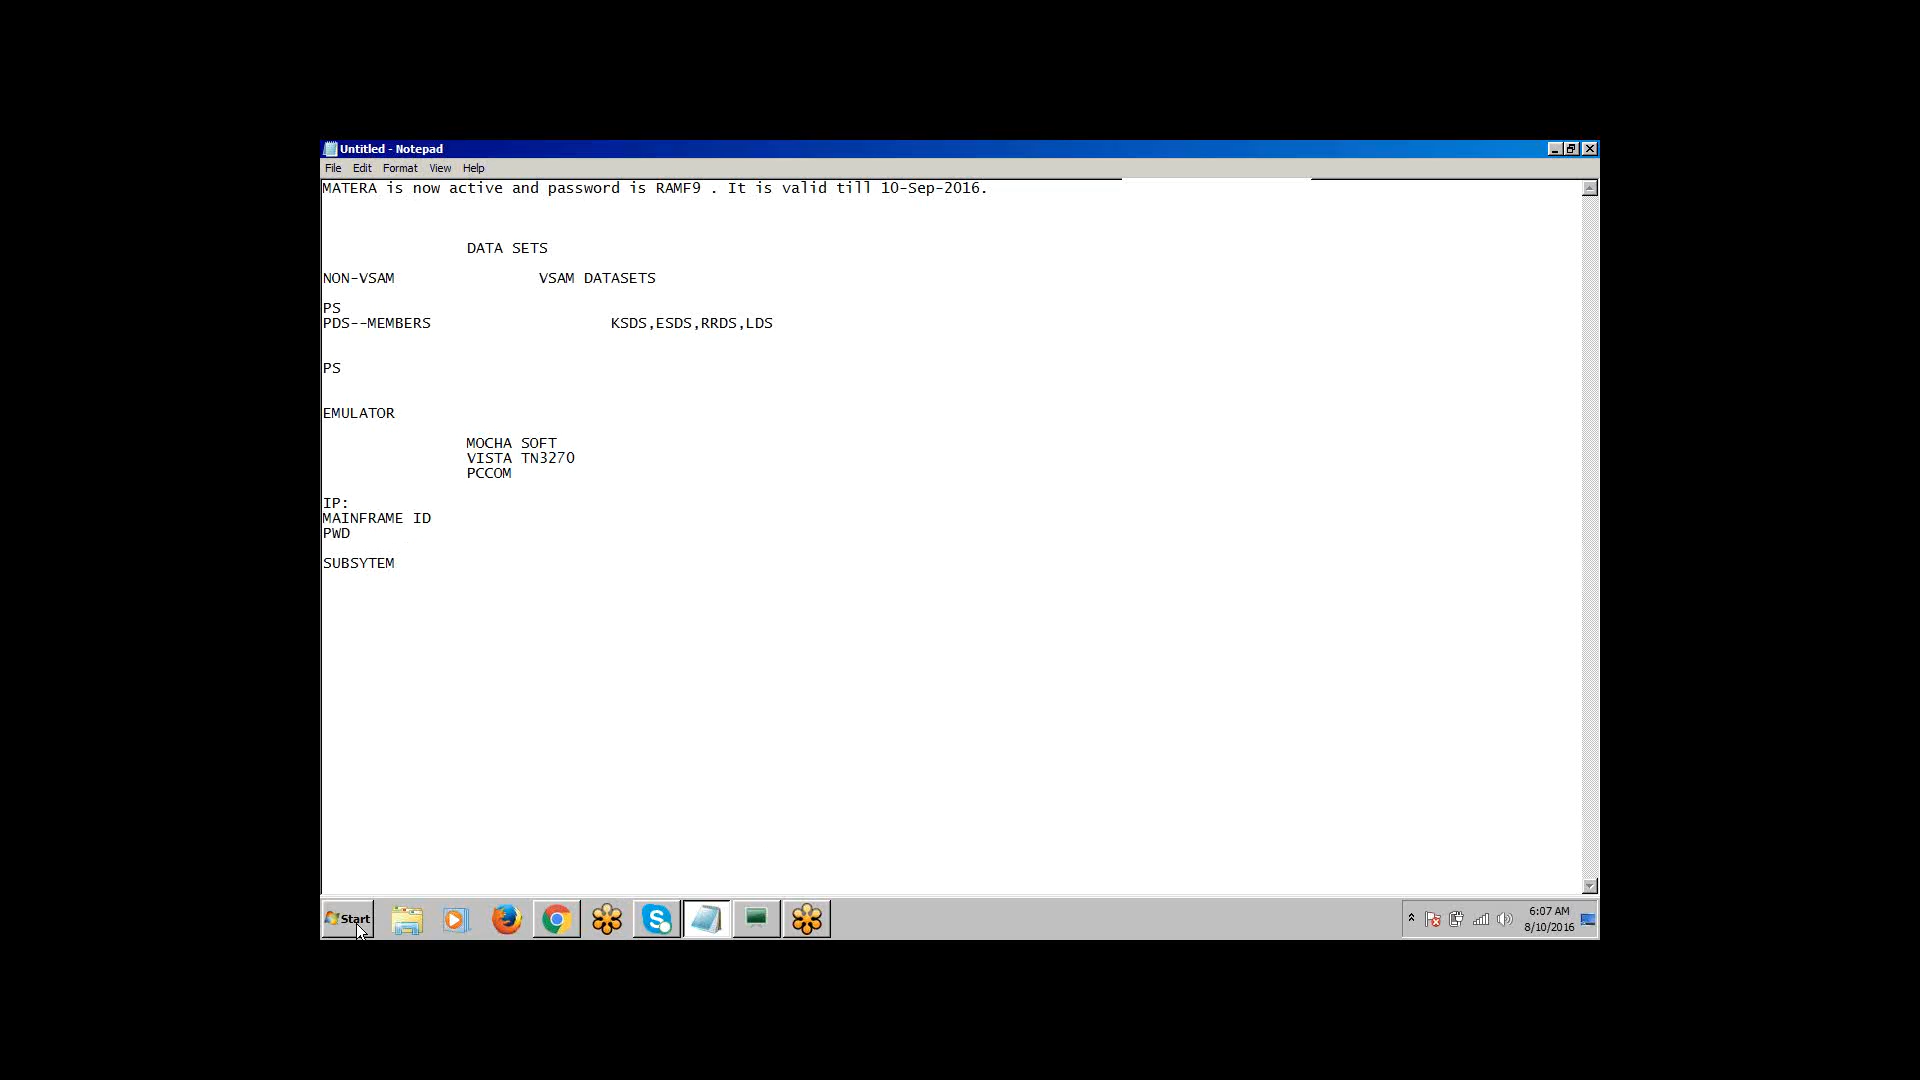 Untitled - Notepad
File Edit Format View Help
MATERA is now active and password is RAMF9 . It is valid till 10-Sep-2016.
DATA SETS
NON-VSAM VSAM DATASETS
PS
PDS--MEMBERS KSDS,ESDS,RRDS,LDS
PS
EMULATOR
MOCHA SOFT
VISTA TN3270
PCCOM
IP:
MAINFRAME ID
PWD
SUBSYTEM
Start
6:07 AM
8/10/2016